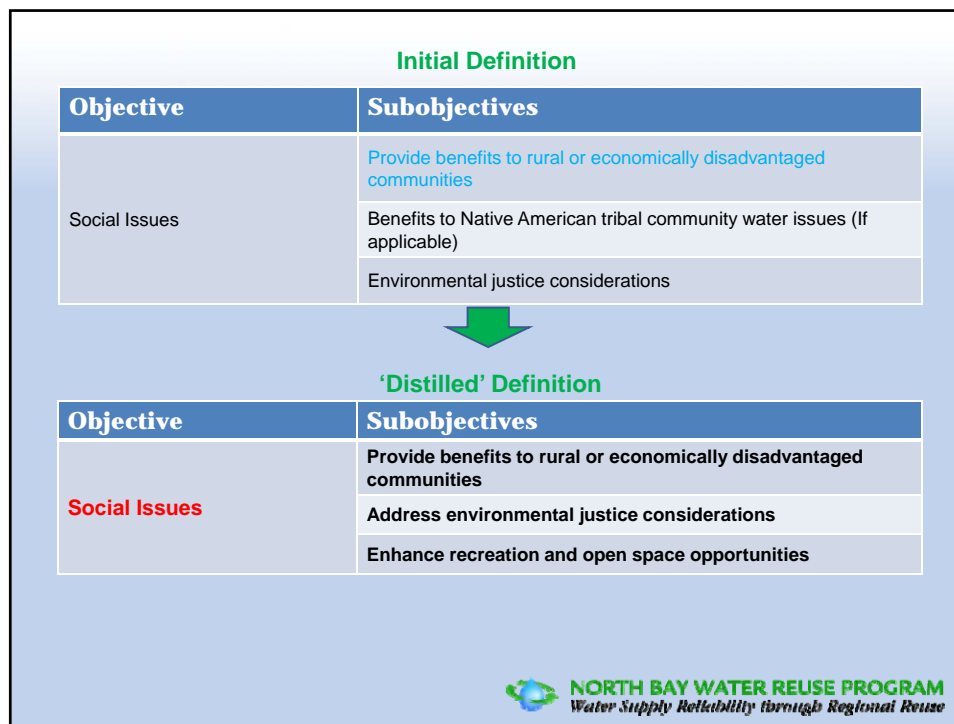 Initial Definition
Objective Subobjectives
Provide benefits to rural or economically disadvantaged
communities
Social Issues
Benefits to Native American tribal community water issues (If
applicable)
Environmental justice considerations
‘Distilled’ Definition
Objective Subobjectives
Provide benefits to rural or economically disadvantaged
communities
Social Issues
Address environmental justice considerations
Enhance recreation and open space opportunities
NORTH BAY WATER REUSE PROGRAM
Water Supply Reliability through Regional Reuse